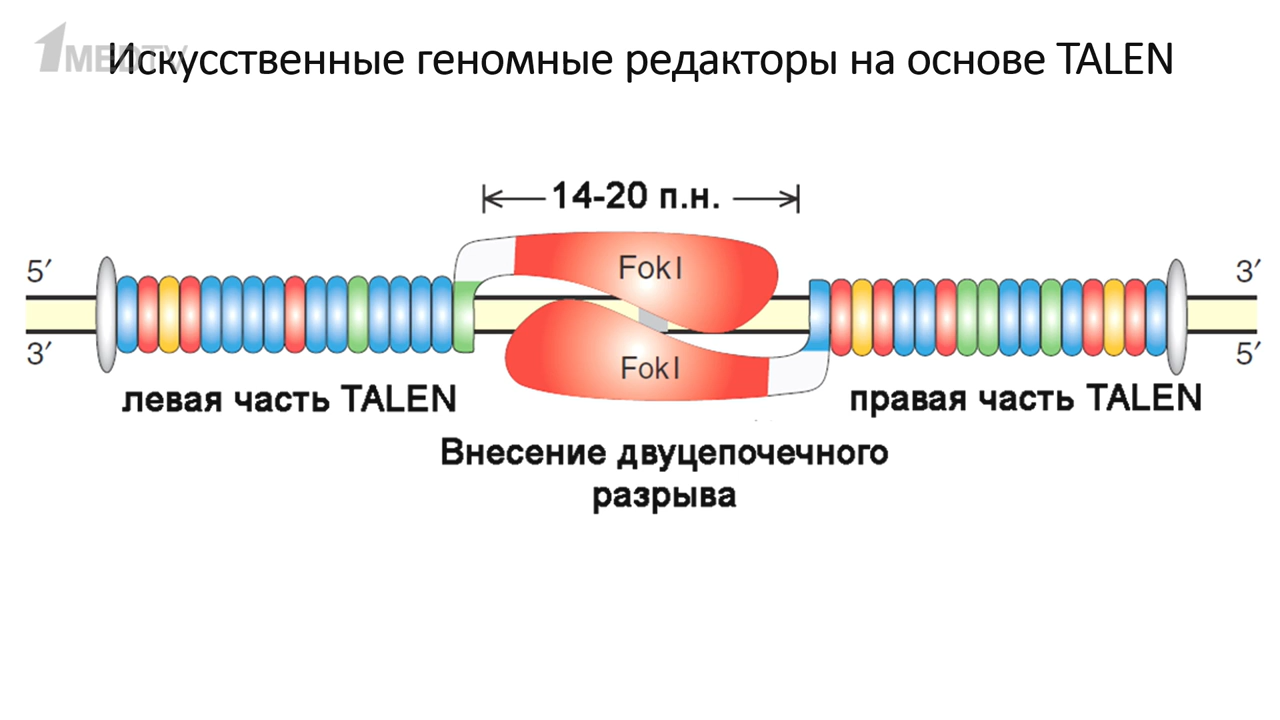 1MEDTV
Искусственные геномные редакторы на основе TALEN
14-20 п.н.
FokI
5′
3′
3′
5′
FokI
левая часть TALEN
правая часть TALEN
Внесение двуцепочечного
разрыва